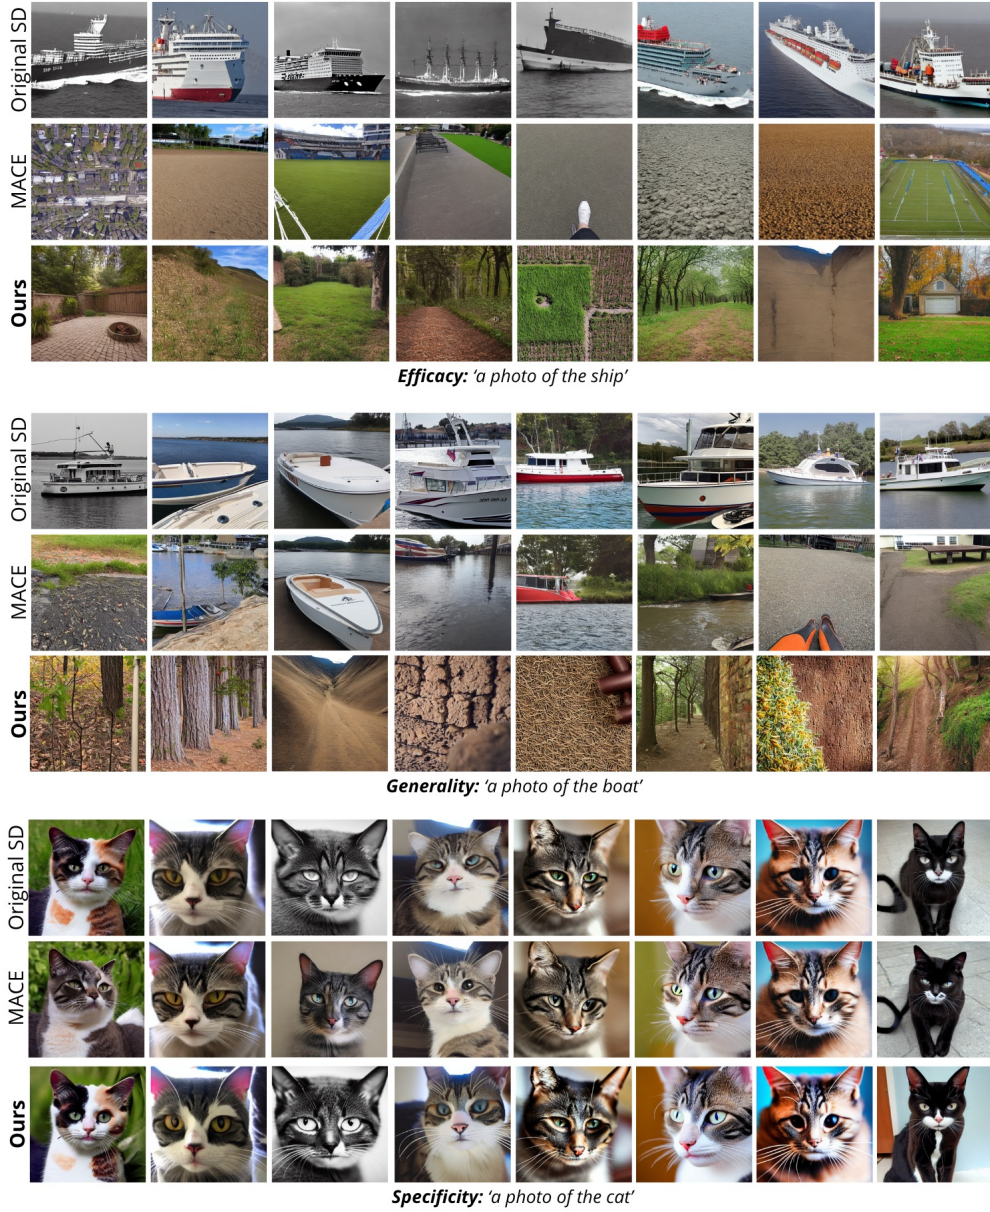 Original SD
MACE
Ours
Efficacy: ‘a photo of the ship’
Original SD
MACE
Ours
Generality: ‘a photo of the boat’
Original SD
MACE
Ours
Specificity: ‘a photo of the cat’